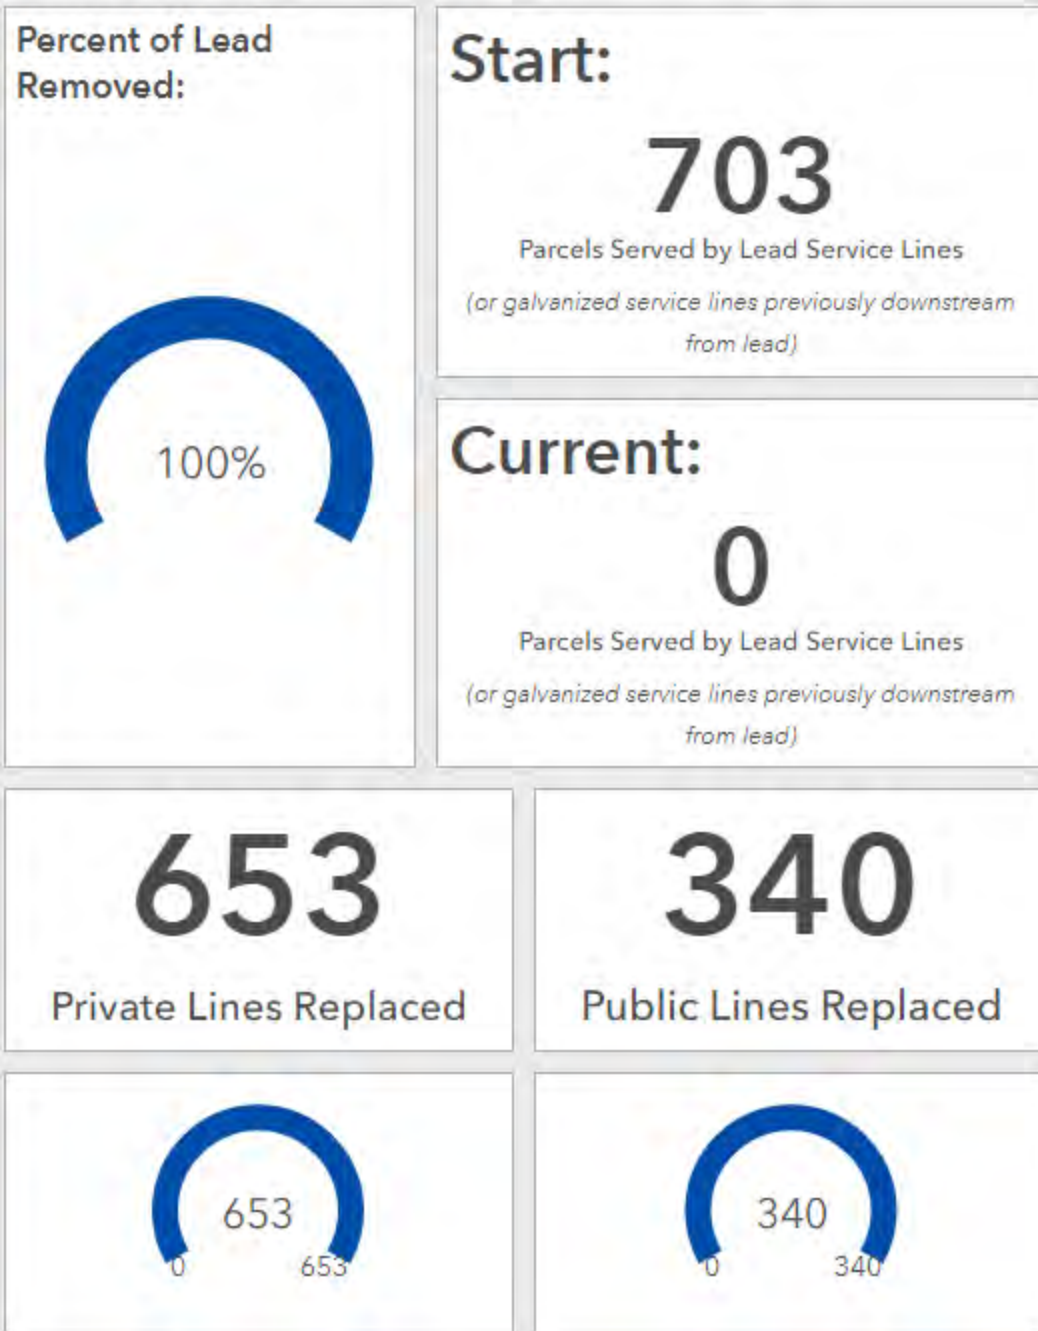 Percent of Lead
Removed:
100%
Start:
703
Parcels Served by Lead Service Lines
(or galvanized service lines previously downstream
from lead)
Current:
0
Parcels Served by Lead Service Lines
(or galvanized service lines previously downstream
from lead)
653
Private Lines Replaced
340
Public Lines Replaced
653
0 653
340
0 340